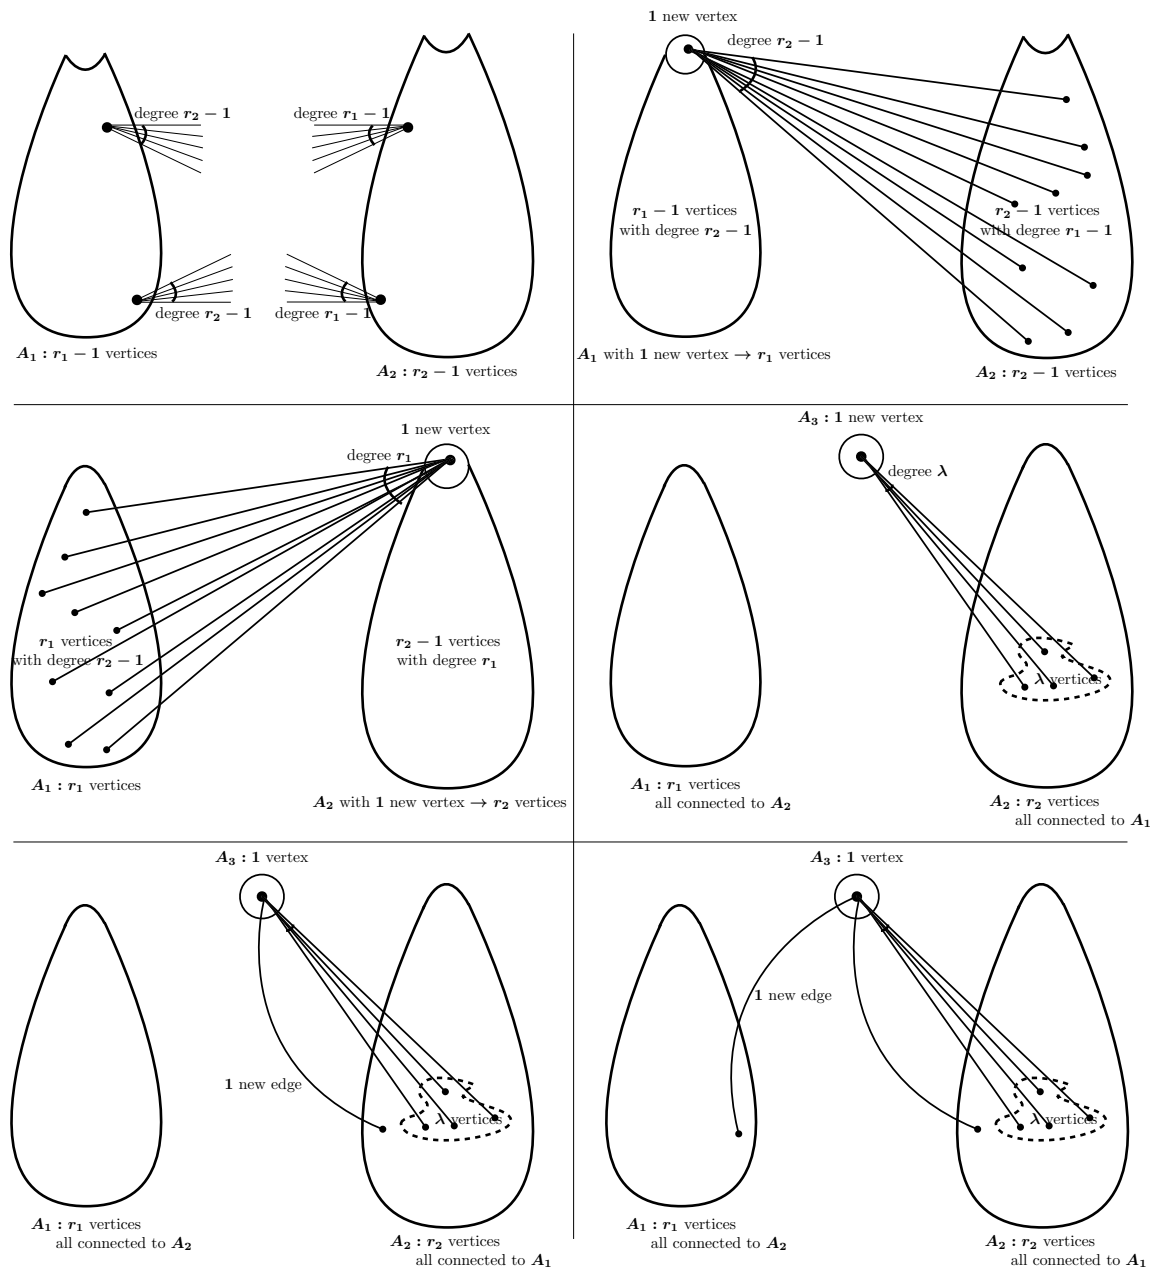 degree r₂ − 1
degree r₁ − 1
degree r₂ − 1
degree r₁ − 1
A₁ : r₁ − 1 vertices
A₂ : r₂ − 1 vertices
1 new vertex
degree r₂ − 1
r₁ − 1 vertices
with degree r₂ − 1
r₂ − 1 vertices
with degree r₁ − 1
A₁ with 1 new vertex → r₁ vertices
A₂ : r₂ − 1 vertices
1 new vertex
degree r₁
r₁ vertices
with degree r₂ − 1
r₂ − 1 vertices
with degree r₁
A₁ : r₁ vertices
A₂ with 1 new vertex → r₂ vertices
A₃ : 1 new vertex
degree λ
λ vertices
A₁ : r₁ vertices
all connected to A₂
A₂ : r₂ vertices
all connected to A₁
A₃ : 1 vertex
1 new edge
λ vertices
A₁ : r₁ vertices
all connected to A₂
A₂ : r₂ vertices
all connected to A₁
A₃ : 1 vertex
1 new edge
λ vertices
A₁ : r₁ vertices
all connected to A₂
A₂ : r₂ vertices
all connected to A₁